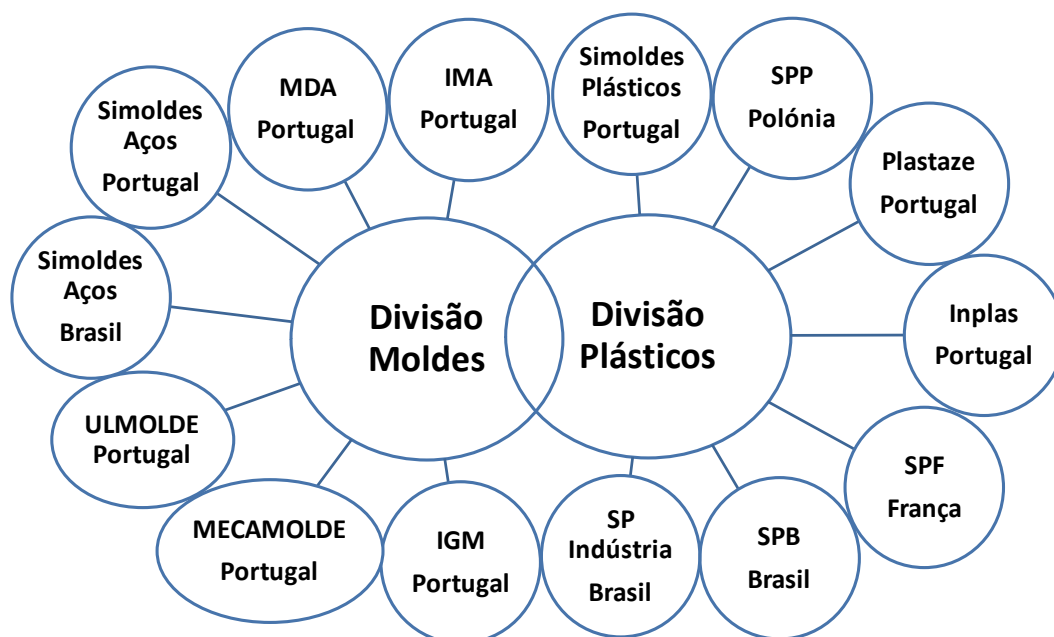 MDA
Portugal
IMA
Portugal
Simoldes
Plásticos
Portugal
SPP
Polónia
Simoldes
Aços
Portugal
Plastaze
Portugal
Simoldes
Aços
Brasil
Divisão
Moldes
Divisão
Plásticos
Inplas
Portugal
ULMOLDE
Portugal
SPF
França
MECAMOLDE
Portugal
IGM
Portugal
SP
Indústria
Brasil
SPB
Brasil